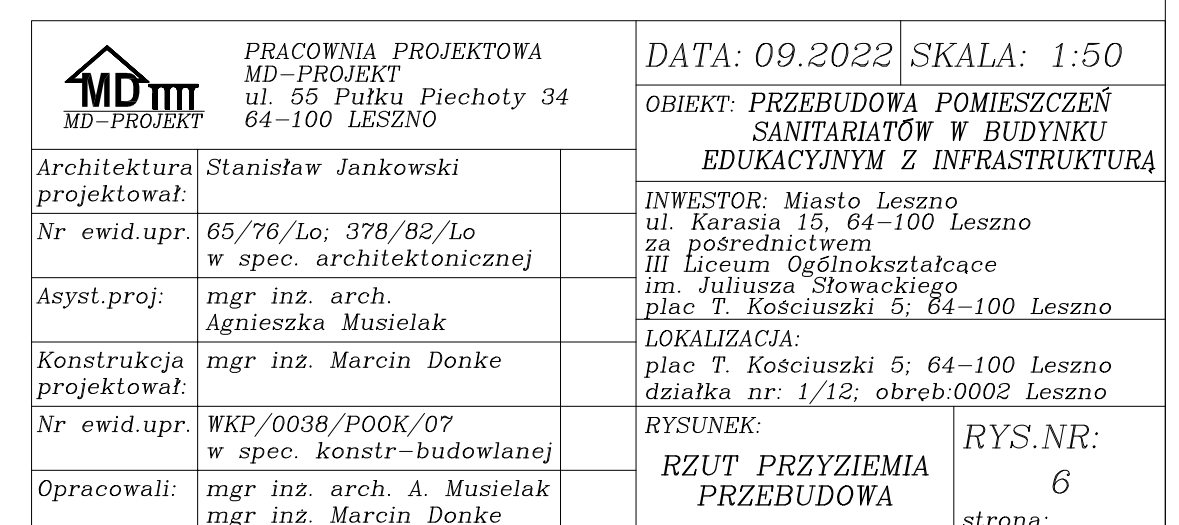 MD
MD-PROJEKT
PRACOWNIA PROJEKTOWA
MD-PROJEKT
ul. 55 Pułku Piechoty 34
64-100 LESZNO
Architektura projektował:
Stanisław Jankowski
Nr ewid.upr.
65/76/Lo; 378/82/Lo
w spec. architektonicznej
Asyst.proj:
mgr inż. arch.
Agnieszka Musielak
Konstrukcja projektował:
mgr inż. Marcin Donke
Nr ewid.upr.
WKP/0038/POOK/07
w spec. konstr-budowlanej
Opracowali:
mgr inż. arch. A. Musielak
mgr inż. Marcin Donke
DATA: 09.2022
SKALA: 1:50
OBIEKT: PRZEBUDOWA POMIESZCZEŃ
SANITARIATÓW W BUDYNKU
EDUKACYJNYM Z INFRASTRUKTURĄ
INWESTOR: Miasto Leszno
ul. Karasia 15, 64-100 Leszno
za pośrednictwem
III Liceum Ogólnokształcące
im. Juliusza Słowackiego
plac T. Kościuszki 5; 64-100 Leszno
LOKALIZACJA:
plac T. Kościuszki 5; 64-100 Leszno
działka nr: 1/12; obręb:0002 Leszno
RYSUNEK:
RZUT PRZYZIEMIA
PRZEBUDOWA
RYS.NR:
6
strona: